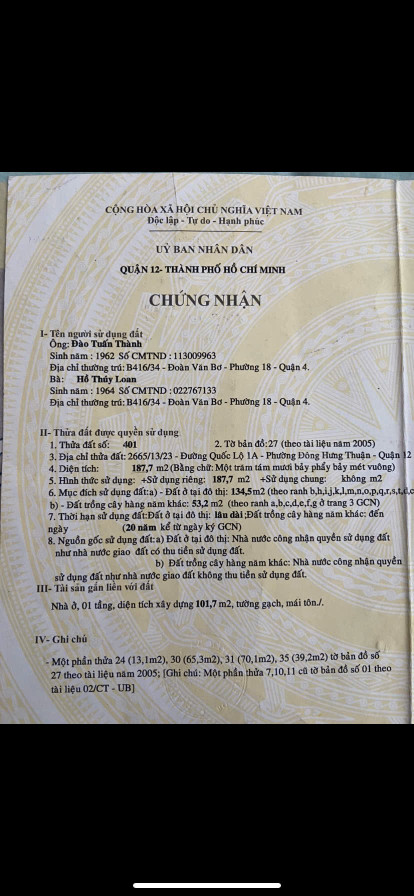 CỘNG HÒA XÃ HỘI CHỦ NGHĨA VIỆT NAM
Độc lập - Tự do - Hạnh phúc
UỶ BAN NHÂN DÂN
QUẬN 12- THÀNH PHỐ HỒ CHÍ MINH
CHỨNG NHẬN
I- Tên người sử dụng đất
Ông: Đào Tuấn Thành
Sinh năm : 1962 Số CMTND : 113009963
Địa chỉ thường trú: B416/34 - Đoàn Văn Bơ - Phường 18 - Quận 4.
Bà: Hồ Thúy Loan
Sinh năm : 1964 Số CMTND : 022767133
Địa chỉ thường trú: B416/34 - Đoàn Văn Bơ - Phường 18 - Quận 4.
II- Thửa đất được quyền sử dụng
1. Thửa đất số: 401 2. Tờ bản đồ:27 (theo tài liệu năm 2005)
3. Địa chỉ thửa đất: 2665/13/23 - Đường Quốc Lộ 1A - Phường Đông Hưng Thuận - Quận 12
4. Diện tích: 187,7 m2 (Bằng chữ: Một trăm tám mươi bảy phẩy bảy mét vuông)
5. Hình thức sử dụng: +Sử dụng riêng: 187,7 m2 +Sử dụng chung: không m2
6. Mục đích sử dụng đất:a) - Đất ở tại đô thị: 134,5m2 (theo ranh b,h,i,j,k,l,m,n,o,p,q,r,s,t,d,c
b) - Đất trồng cây hàng năm khác: 53,2 m2 (theo ranh a,b,c,d,e,f,g ở trang 3 GCN)
7. Thời hạn sử dụng đất:Đất ở tại đô thị: lâu dài ;Đất trồng cây hàng năm khác: đến
ngày (20 năm kể từ ngày ký GCN)
8. Nguồn gốc sử dụng đất: a) Đất ở tại đô thị: Nhà nước công nhận quyền sử dụng đất
như nhà nước giao đất có thu tiền sử dụng đất.
b) Đất trồng cây hàng năm khác: Nhà nước công nhận quyền
sử dụng đất như nhà nước giao đất không thu tiền sử dụng đất.
III- Tài sản gắn liền với đất
Nhà ở, 01 tầng, diện tích xây dựng 101,7 m2, tường gạch, mái tôn./.
IV- Ghi chú
- Một phần thửa 24 (13,1m2), 30 (65,3m2), 31 (70,1m2), 35 (39,2m2) tờ bản đồ số
27 theo tài liệu năm 2005; [Ghi chú: Một phần thửa 7,10,11 cũ tờ bản đồ số 01 theo
tài liệu 02/CT - UB]